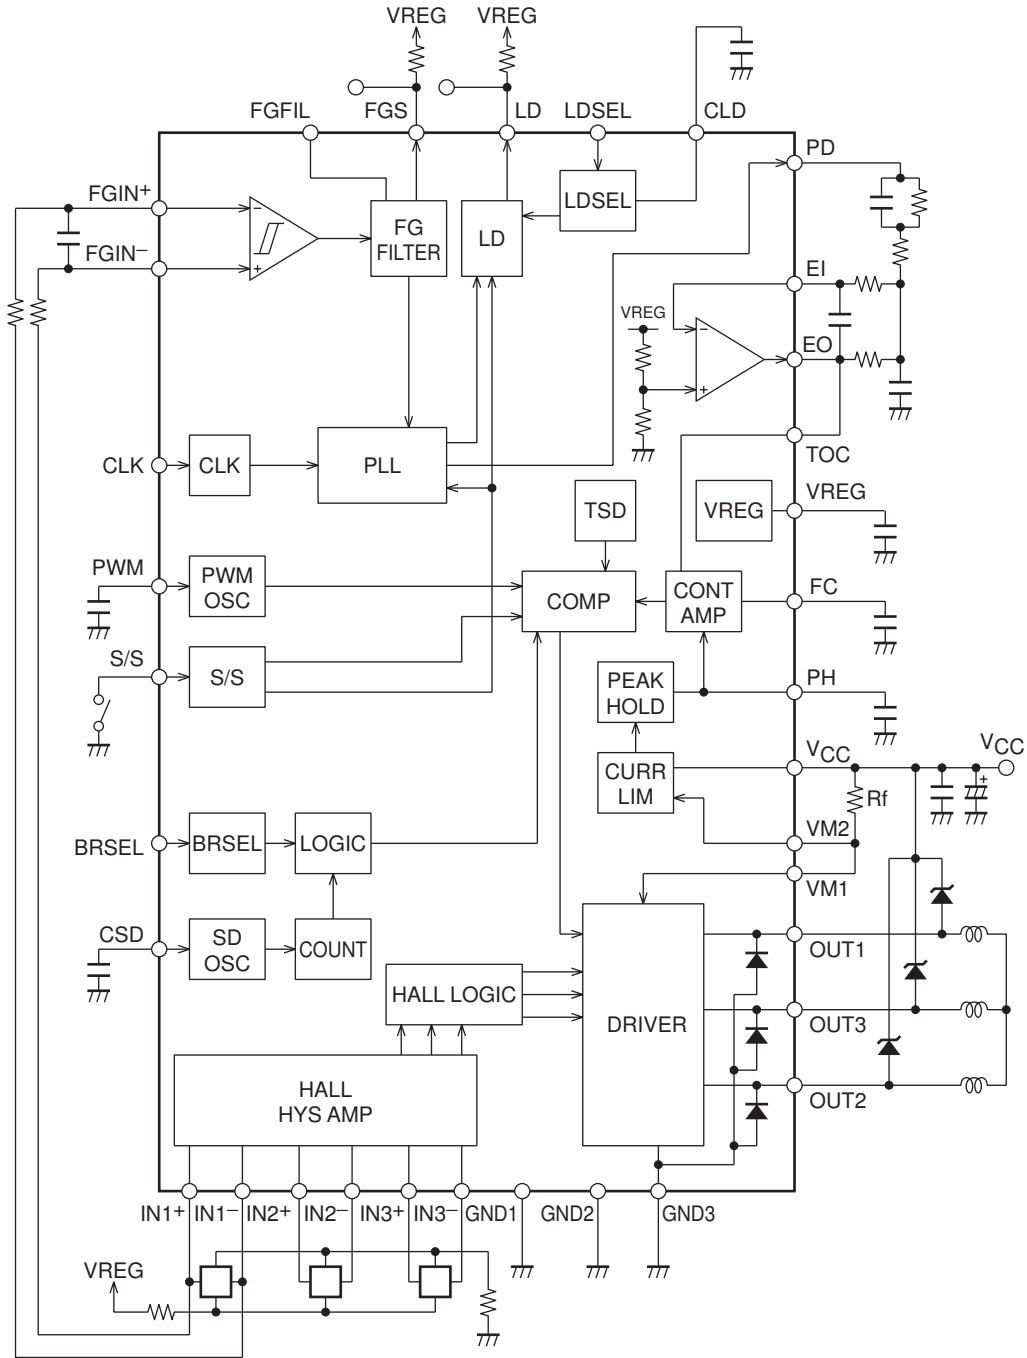 VREG VREG
FGFIL FGS LD LDSEL CLD
PD
FGIN+
LDSEL
FG
FILTER
LD
FGIN−
EI
VREG
EO
CLK CLK PLL
TOC
VREG
TSD VREG
PWM PWM
OSC
COMP
CONT
AMP
FC
S/S S/S
PEAK
HOLD
PH
VCC VCC
CURR
LIM
Rf
VM2
BRSEL BRSEL LOGIC
VM1
CSD SD
OSC
COUNT
OUT1
HALL LOGIC
DRIVER
OUT3
HALL
HYS AMP
OUT2
IN1+ IN1− IN2+ IN2− IN3+ IN3− GND1 GND2 GND3
VREG